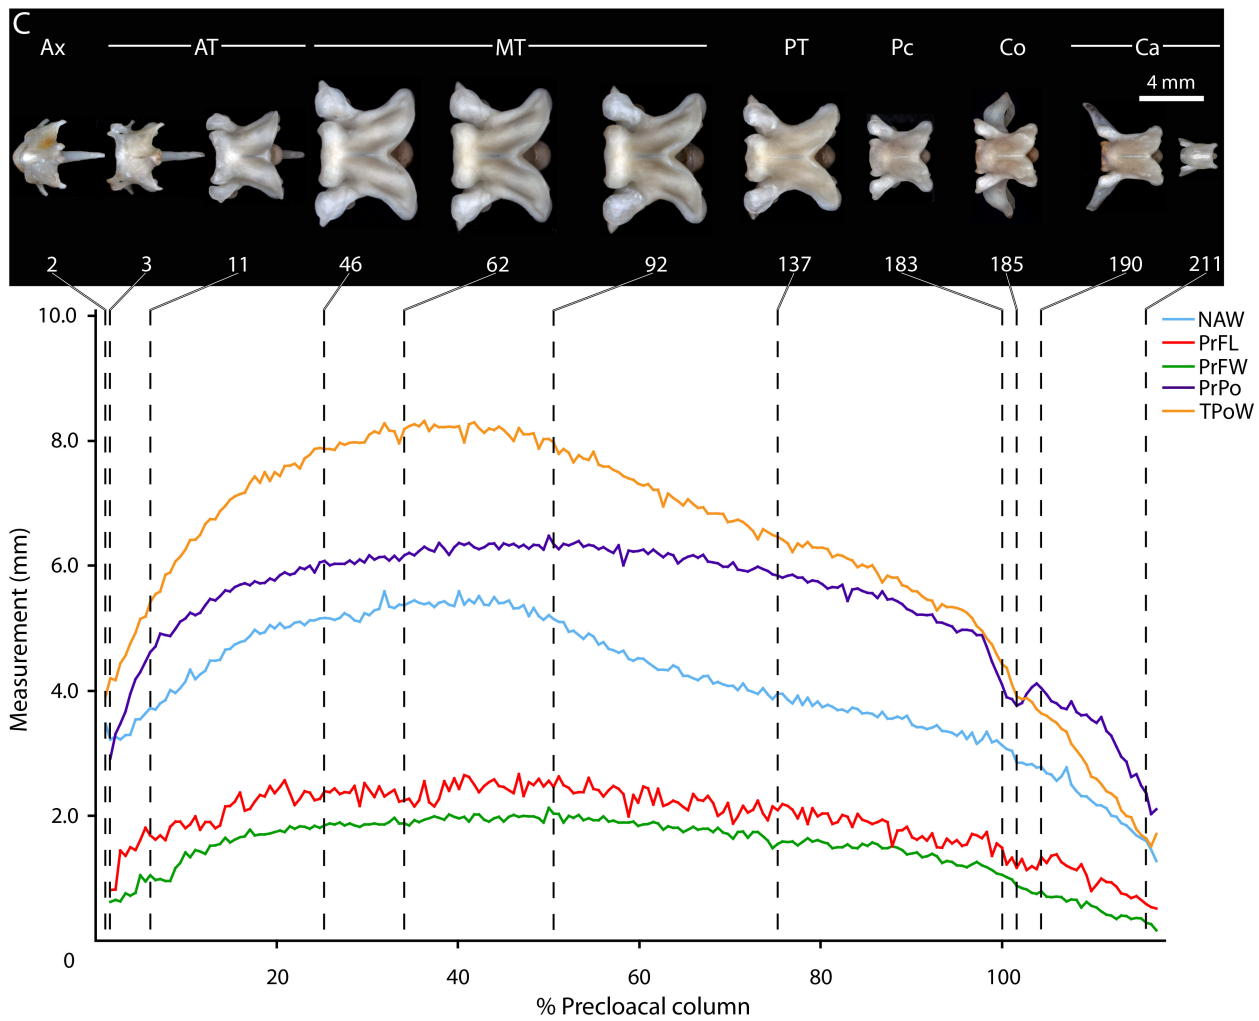 C
Ax AT MT PT Pc Co Ca
4 mm
2 3 11 46 62 92 137 183 185 190 211
10.0
8.0
6.0
4.0
2.0
0
Measurement (mm)
NAW
PrFL
PrFW
PrPo
TPoW
20 40 60 80 100
% Precloacal column